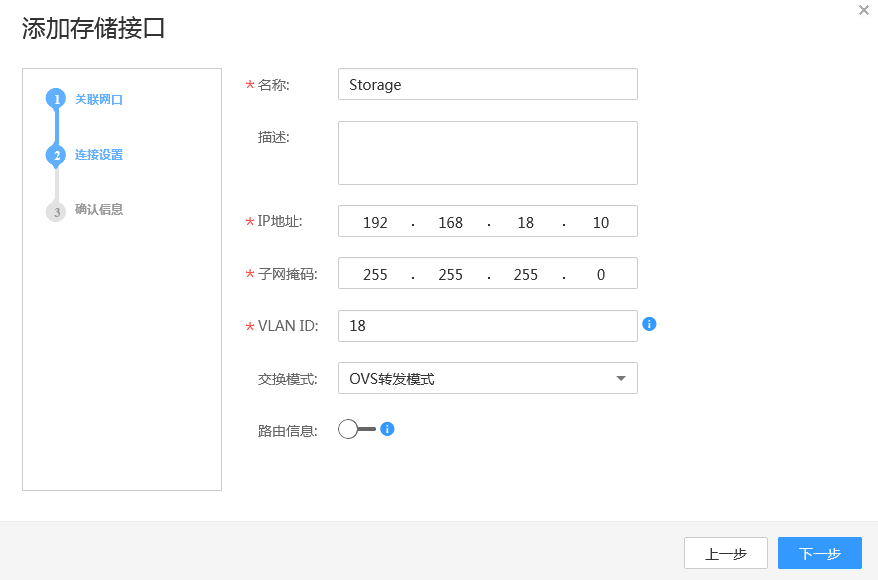 添加存储接口
1 关联网口
2 连接设置
3 确认信息
* 名称: Storage
描述:
* IP地址: 192 . 168 . 18 . 10
* 子网掩码: 255 . 255 . 255 . 0
* VLAN ID: 18
交换模式: OVS转发模式
路由信息:
上一步 下一步